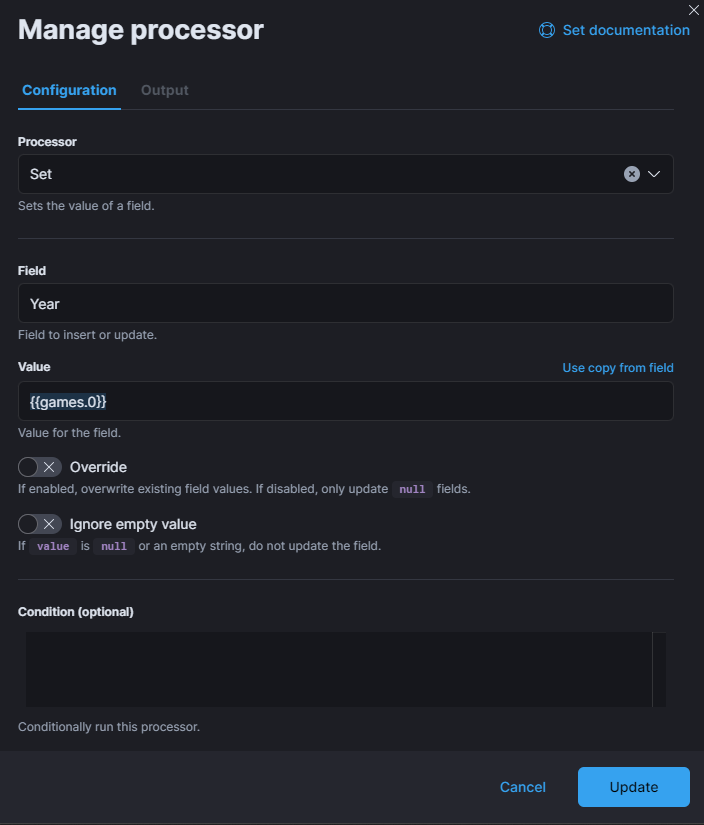 Manage processor
Set documentation
Configuration Output
Processor
Set
Sets the value of a field.
Field
Year
Field to insert or update.
Value Use copy from field
{{games.0}}
Value for the field.
Override
If enabled, overwrite existing field values. If disabled, only update null fields.
Ignore empty value
If value is null or an empty string, do not update the field.
Condition (optional)
Conditionally run this processor.
Cancel Update